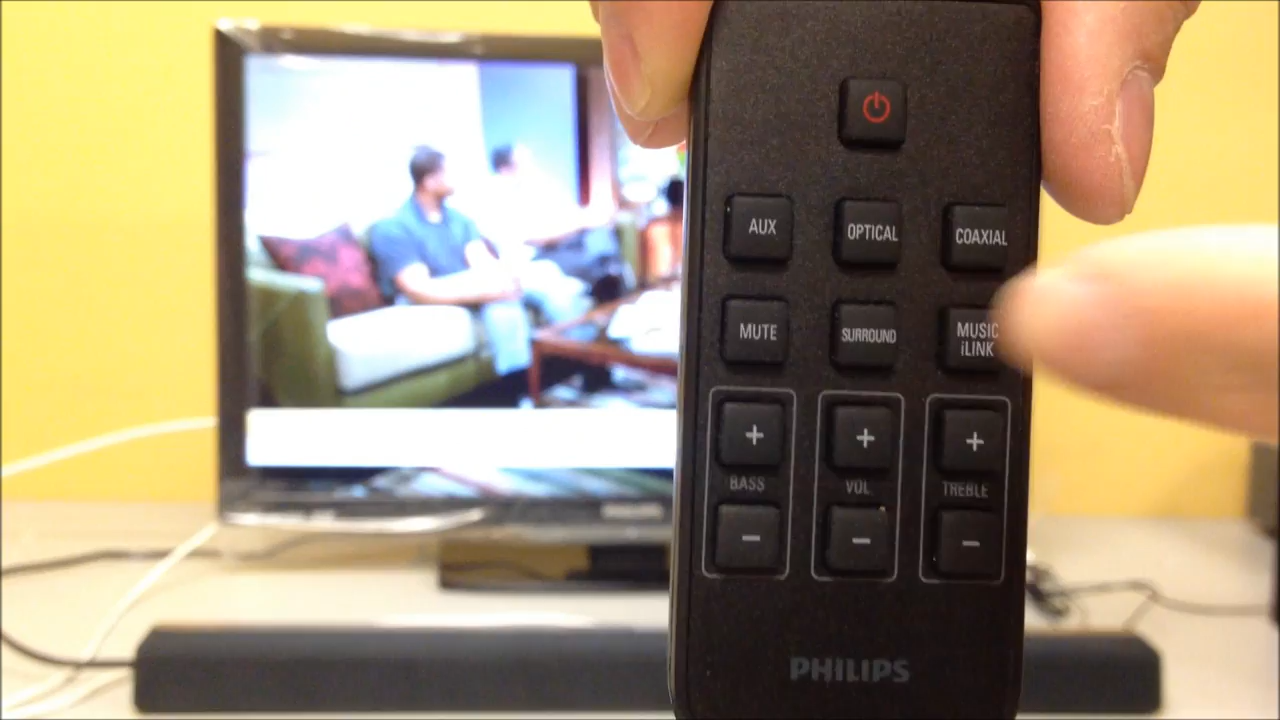 AUX OPTICAL COAXIAL
MUTE SURROUND MUSIC
iLINK
+ + +
BASS VOL TREBLE
- - -
PHILIPS